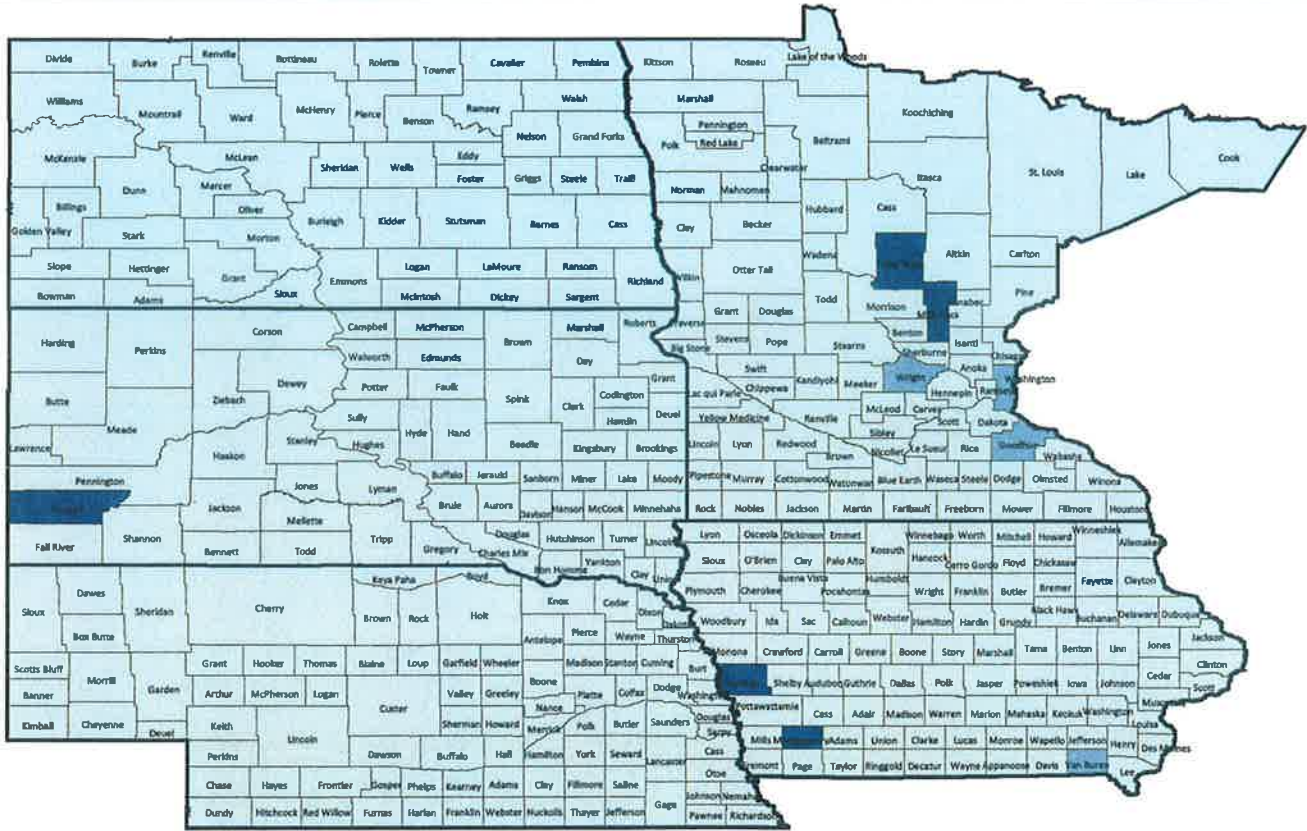 Divide Burke Renville Bottineau Rolette Towner Cavalier Pembina
Williams Mountrail Ward McHenry Pierce Benson Ramsey Walsh
Nelson Grand Forks
McKenzie McLean Sheridan Wells Eddy
Foster Griggs Steele Traill
Dunn Mercer
Billings Oliver
Golden Valley Stark Morton Burleigh Kidder Stutsman Barnes Cass
Slope Hettinger Grant Emmons Logan LaMoure Ransom Richland
Bowman Adams Sioux McIntosh Dickey Sargent
Kittson Roseau Lake of the Woods
Marshall Koochiching
Pennington Beltrami
Polk Red Lake
Clearwater Itasca St. Louis Lake Cook
Norman Mahnomen
Hubbard Cass
Clay Becker
Wadena Aitkin Carlton
Wilkin Otter Tail
Todd Morrison Kanabec Pine
Grant Douglas
Traverse Benton
Stevens Pope Stearns Isanti
Big Stone Sherburne Chisago
Swift Anoka
Chippewa Kandiyohi Meeker Wright Hennepin Ramsey Washington
Lac qui Parle
McLeod Carver
Yellow Medicine Renville Scott Dakota
Sibley
Lincoln Lyon Redwood Nicollet Le Sueur Rice Goodhue
Brown Wabasha
Pipestone Murray Cottonwood Watonwan Blue Earth Waseca Steele Dodge Olmsted Winona
Rock Nobles Jackson Martin Faribault Freeborn Mower Fillmore Houston
Harding Perkins Corson Campbell McPherson Brown Marshall Roberts
Walworth Edmunds Day
Butte Ziebach Dewey Potter Faulk Spink Clark Codington Grant
Hamlin Deuel
Meade Sully Hyde Hand
Lawrence Haakon Stanley Hughes Beadle Kingsbury Brookings
Pennington Jones Lyman Buffalo Jerauld Sanborn Miner Lake Moody
Jackson Brule Aurora Davison Hanson McCook Minnehaha
Fall River Shannon Mellette Tripp Douglas Hutchinson Turner Lincoln
Bennett Todd Gregory Charles Mix Bon Homme Yankton Clay Union
Sioux Dawes Sheridan Cherry Keya Paha Boyd Knox Cedar Dixon Dakota
Box Butte Brown Rock Holt Antelope Pierce Wayne Thurston
Scotts Bluff Morrill Garden Grant Hooker Thomas Blaine Loup Garfield Wheeler Madison Stanton Cuming Burt
Banner Arthur McPherson Logan Custer Valley Greeley Boone Platte Colfax Dodge Washington
Nance
Kimball Cheyenne Deuel Keith Lincoln Sherman Howard Merrick Polk Butler Saunders Douglas
Sarpy
Perkins Dawson Buffalo Hall Hamilton York Seward Lancaster Cass
Otoe
Chase Hayes Frontier Gosper Phelps Kearney Adams Clay Fillmore Saline Johnson Nemaha
Dundy Hitchcock Red Willow Furnas Harlan Franklin Webster Nuckolls Thayer Jefferson Gage Pawnee Richardson
Lyon Osceola Dickinson Emmet Kossuth Winnebago Worth Mitchell Howard Winneshiek Allamakee
Sioux O'Brien Clay Palo Alto Hancock Cerro Gordo Floyd Chickasaw
Plymouth Cherokee Buena Vista Pocahontas Humboldt Wright Franklin Butler Bremer Fayette Clayton
Woodbury Ida Sac Calhoun Webster Hamilton Hardin Grundy Black Hawk Buchanan Delaware Dubuque
Monona Crawford Carroll Greene Boone Story Marshall Tama Benton Linn Jones Jackson
Shelby Audubon Guthrie Dallas Polk Jasper Poweshiek Iowa Johnson Cedar Clinton
Scott
Pottawattamie Cass Adair Madison Warren Marion Mahaska Keokuk Washington Muscatine
Louisa
Mills Adams Union Clarke Lucas Monroe Wapello Jefferson Henry Des Moines
Fremont Page Taylor Ringgold Decatur Wayne Appanoose Davis Van Buren Lee